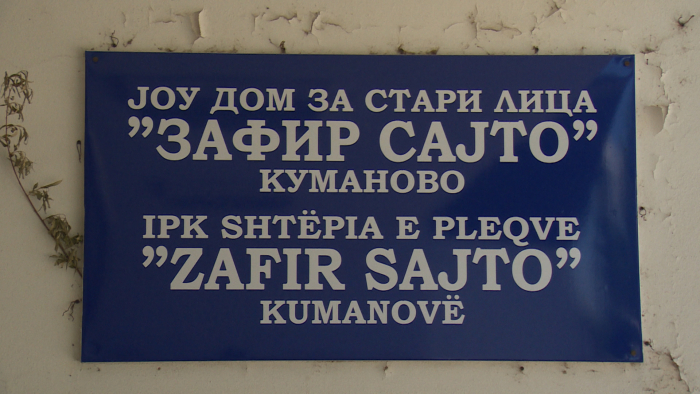 ЈОУ ДОМ ЗА СТАРИ ЛИЦА
”ЗАФИР САЈТО”
КУМАНОВО
IPK SHTËPIA E PLEQVE
”ZAFIR SAJTO”
KUMANOVË